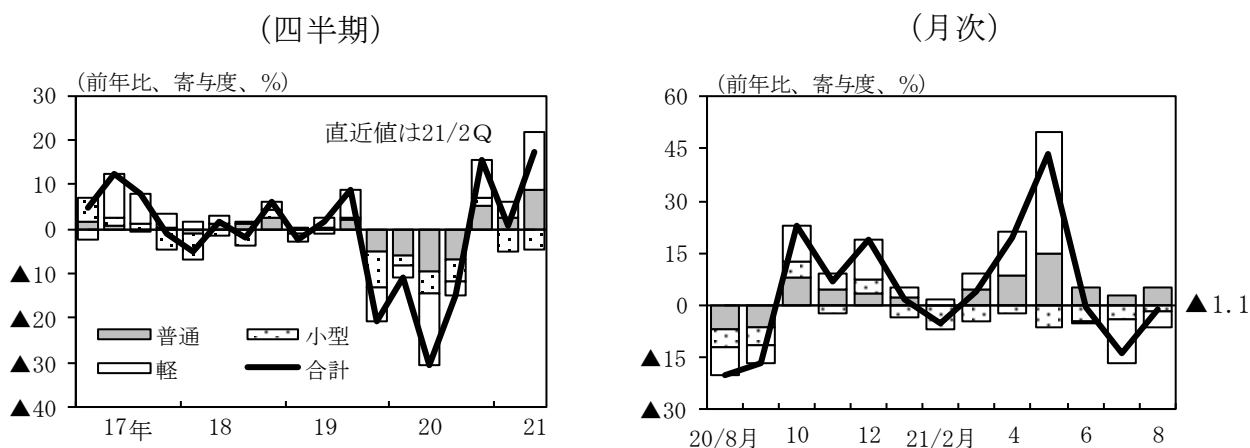 (四半期)
(前年比、寄与度、%)
30
20
10
0
▲10
▲20
▲30
▲40
直近値は21/2Q
普通
小型
軽
合計
17年
18
19
20
21
(月次)
(前年比、寄与度、%)
60
45
30
15
0
▲15
▲30
▲1.1
20/8月
10
12
21/2月
4
6
8